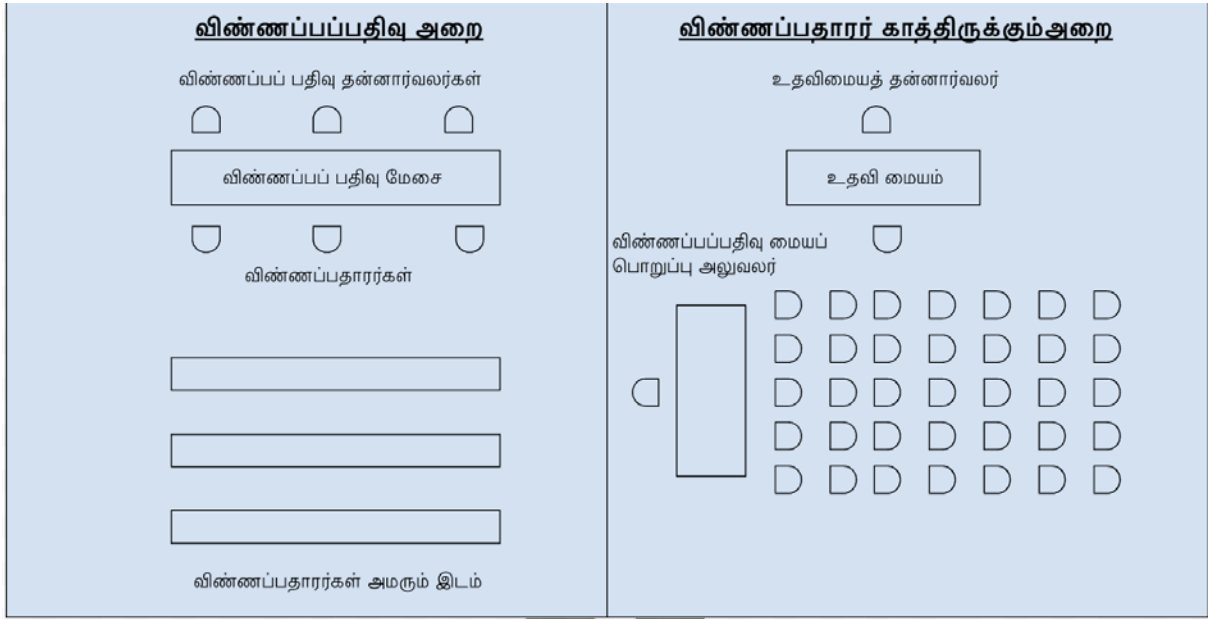 விண்ணப்பப்பதிவு அறை
விண்ணப்பப் பதிவு தன்னார்வலர்கள்
விண்ணப்பப் பதிவு மேசை
விண்ணப்பதாரர்கள்
விண்ணப்பதாரர்கள் அமரும் இடம்
விண்ணப்பதாரர் காத்திருக்கும்அறை
உதவிமையத் தன்னார்வலர்
உதவி மையம்
விண்ணப்பப்பதிவு மையப்
பொறுப்பு அலுவலர்